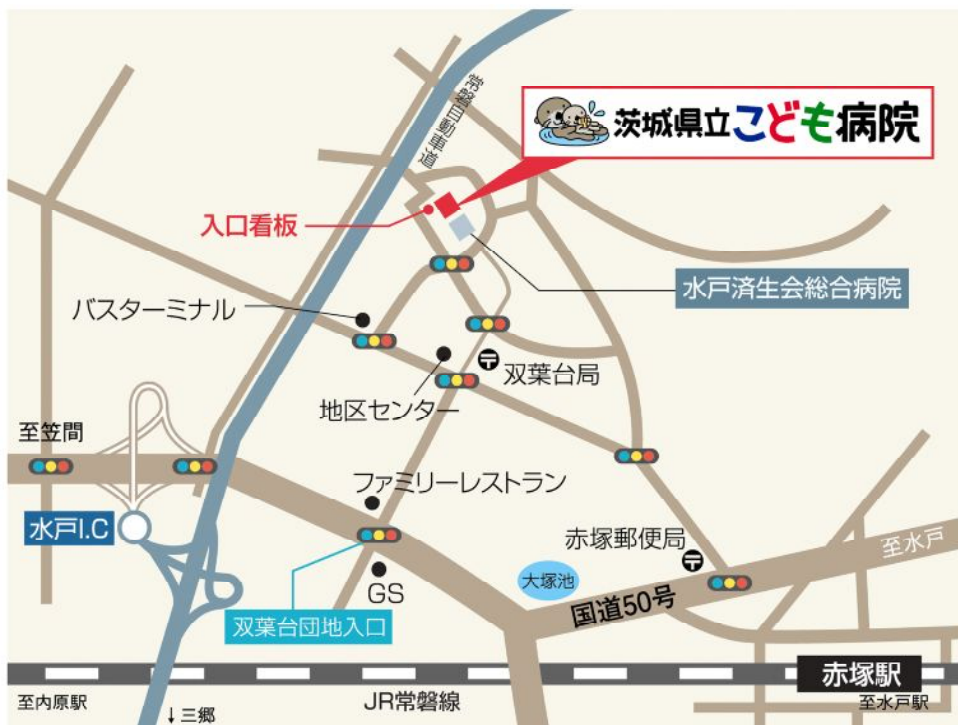 常磐自動車道
茨城県立こども病院
入口看板
水戸済生会総合病院
バスターミナル
双葉台局
地区センター
至笠間
ファミリーレストラン
水戸I.C
赤塚郵便局
至水戸
大塚池
国道50号
GS
双葉台団地入口
赤塚駅
至内原駅
JR常磐線
至水戸駅
↓三郷